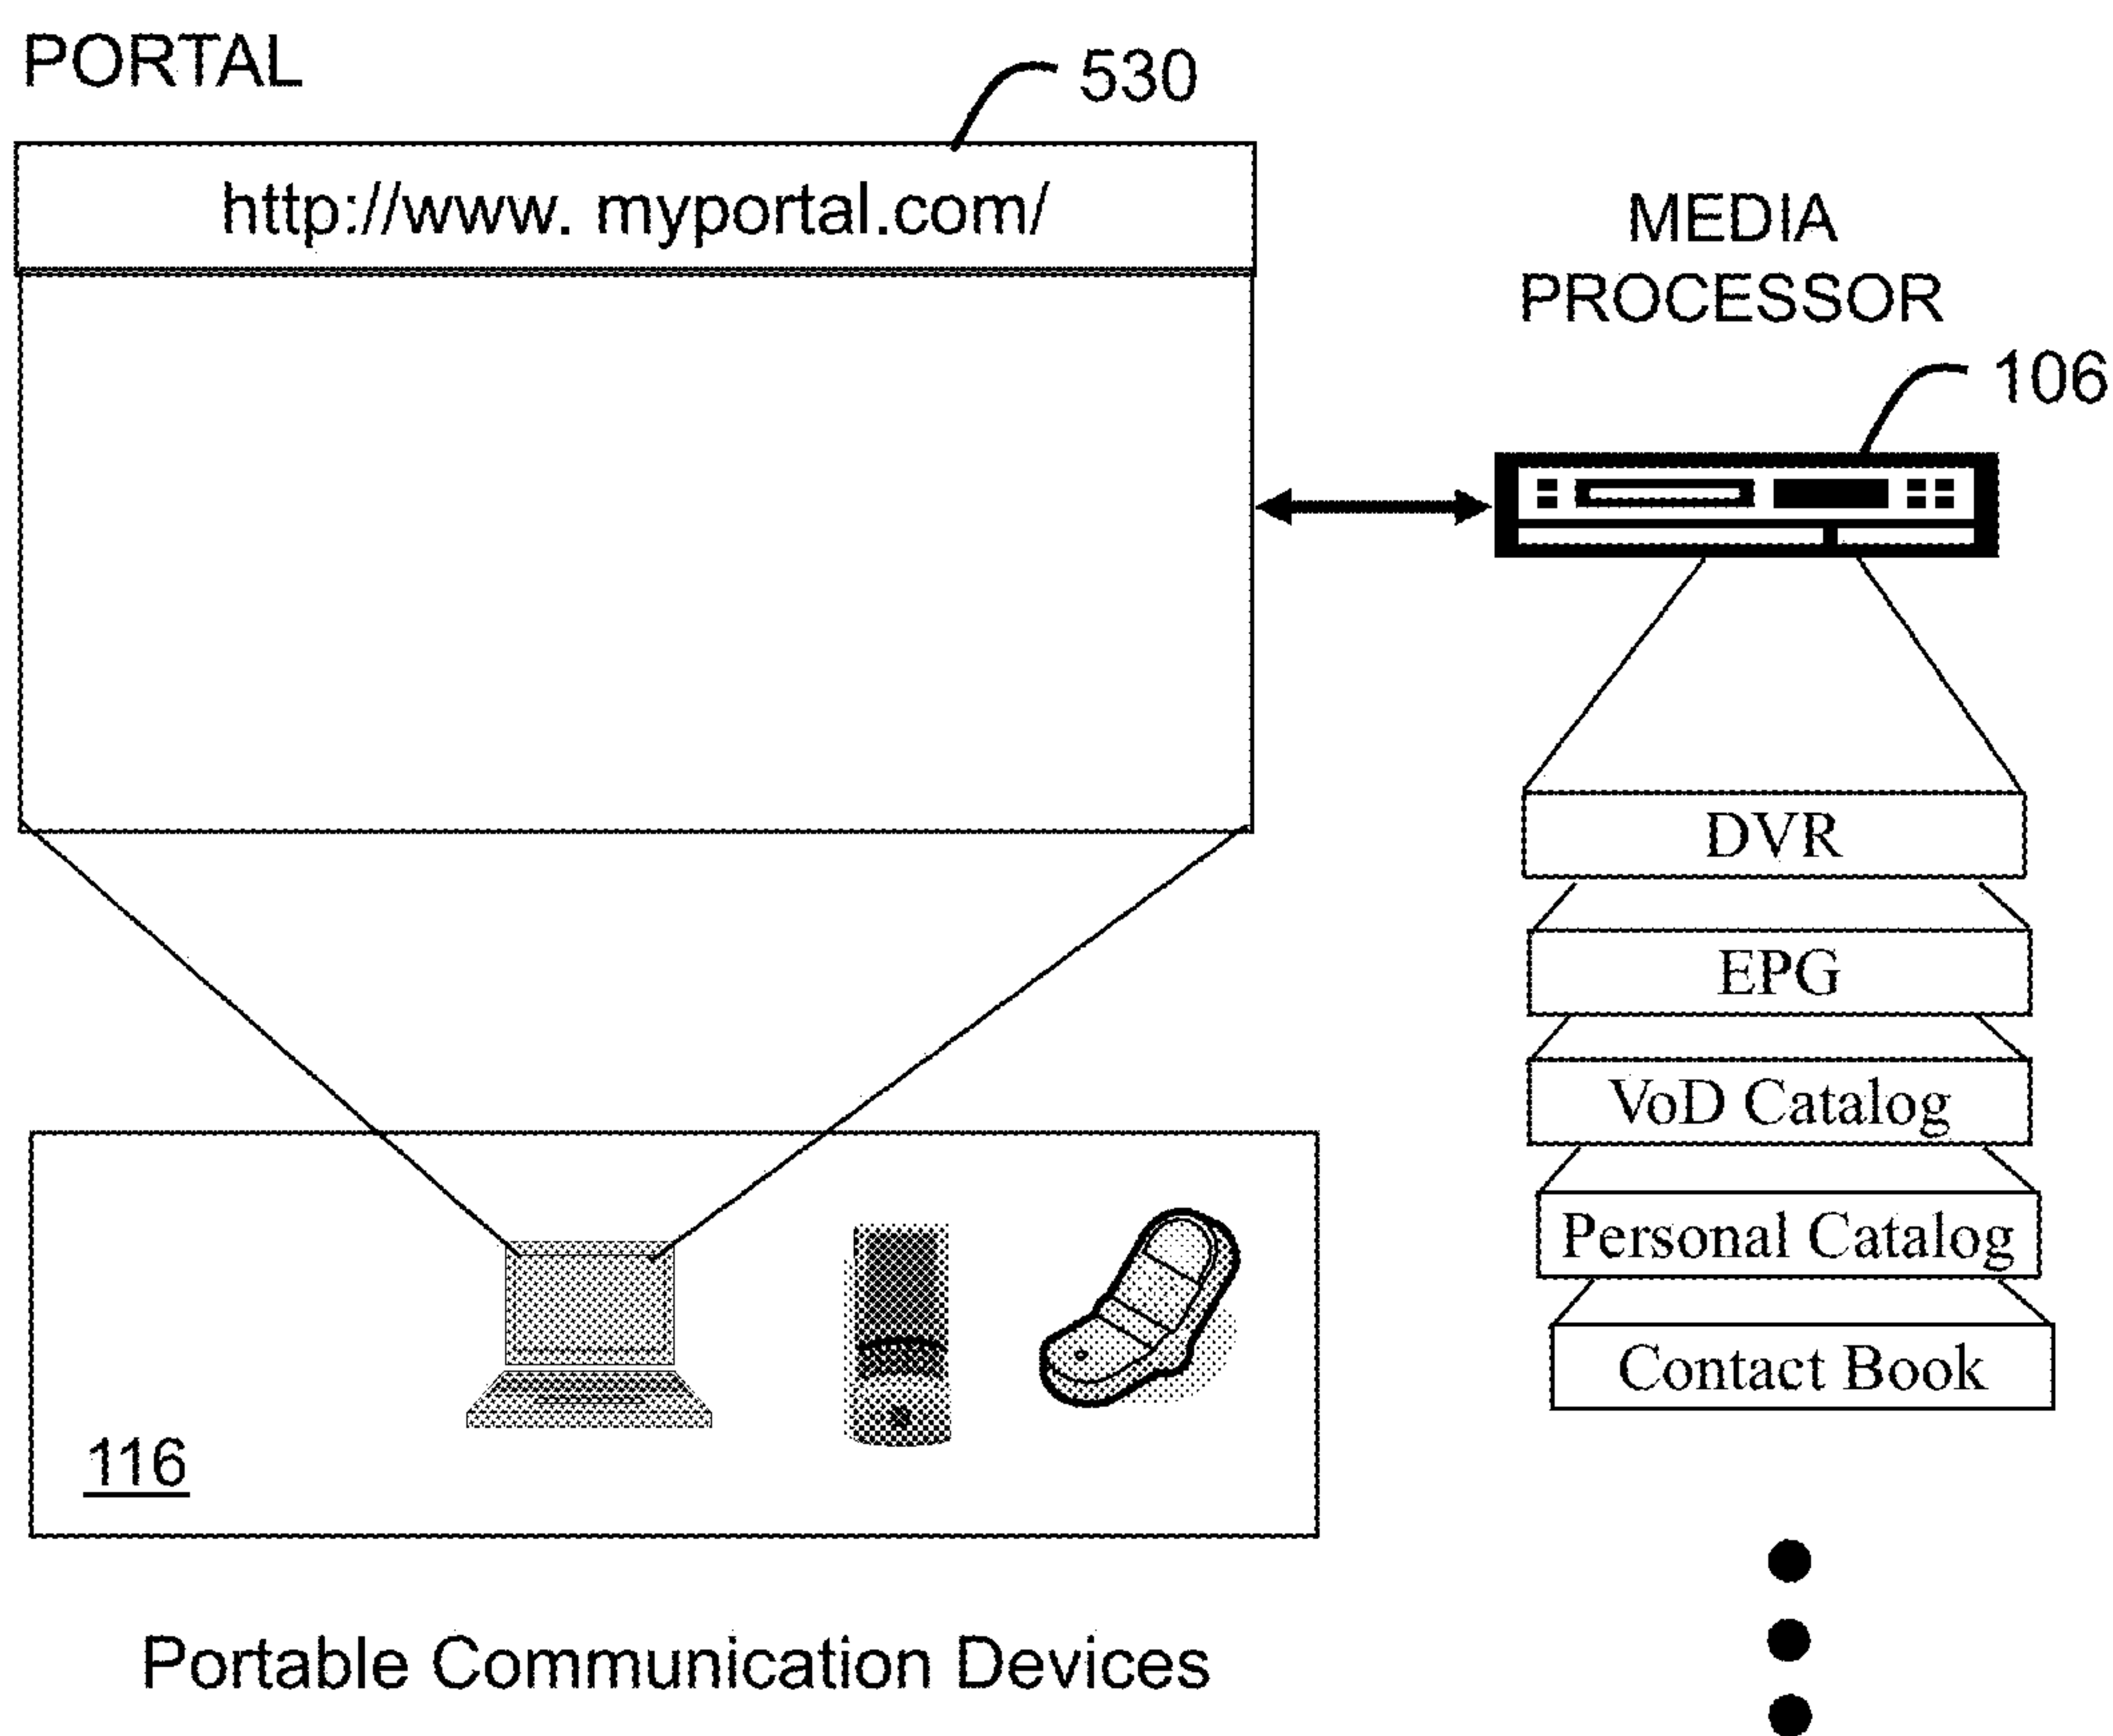 PORTAL
530
http://www. myportal.com/
MEDIA
PROCESSOR
106
DVR
EPG
VoD Catalog
Personal Catalog
Contact Book
116
Portable Communication Devices